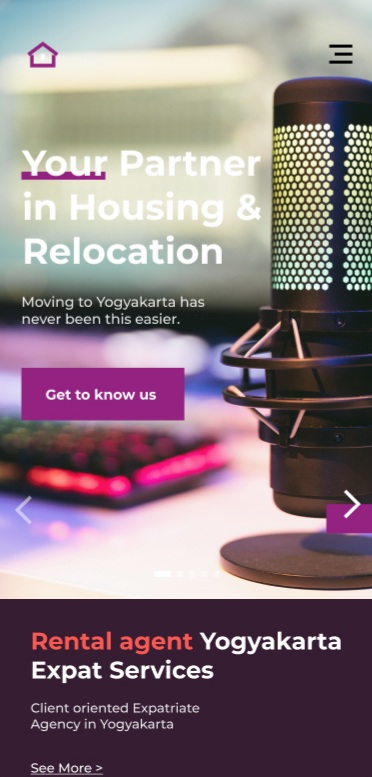 Your Partner
in Housing &
Relocation
Moving to Yogyakarta has
never been this easier.
Get to know us
Rental agent Yogyakarta
Expat Services
Client oriented Expatriate
Agency in Yogyakarta
See More >